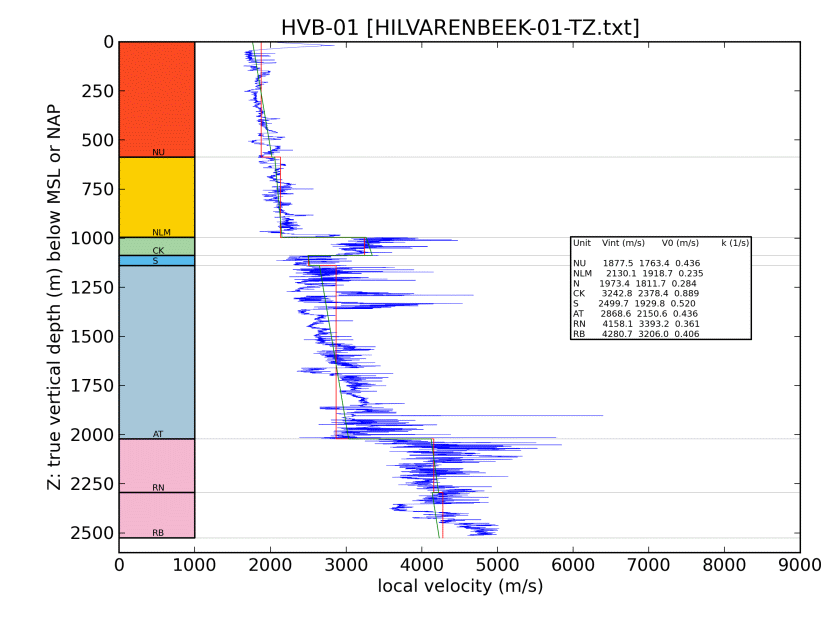 HVB-01 [HILVARENBEEK-01-TZ.txt]
Z: true vertical depth (m) below MSL or NAP
0
250
500
750
1000
1250
1500
1750
2000
2250
2500
NU
NLM
CK
S
AT
RN
RB
Unit Vint (m/s) V0 (m/s) k (1/s)
NU 1877.5 1763.4 0.436
NLM 2130.1 1918.7 0.235
N 1973.4 1811.7 0.284
CK 3242.8 2378.4 0.889
S 2499.7 1929.8 0.520
AT 2868.6 2150.6 0.436
RN 4158.1 3393.2 0.361
RB 4280.7 3206.0 0.406
0 1000 2000 3000 4000 5000 6000 7000 8000 9000
local velocity (m/s)